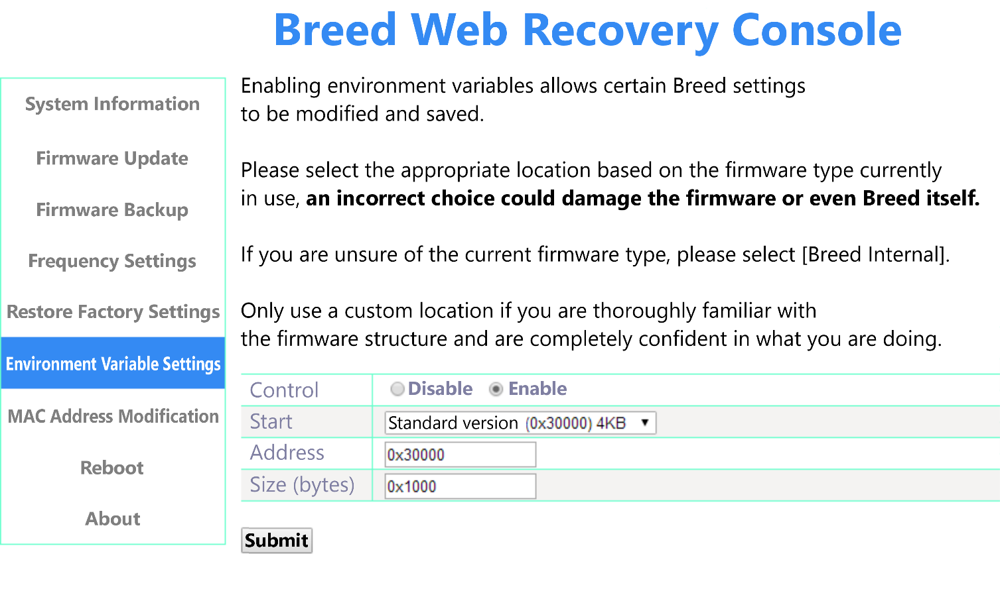 Breed Web Recovery Console
System Information
Firmware Update
Firmware Backup
Frequency Settings
Restore Factory Settings
Environment Variable Settings
MAC Address Modification
Reboot
About
Enabling environment variables allows certain Breed settings
to be modified and saved.
Please select the appropriate location based on the firmware type currently
in use, an incorrect choice could damage the firmware or even Breed itself.
If you are unsure of the current firmware type, please select [Breed Internal].
Only use a custom location if you are thoroughly familiar with
the firmware structure and are completely confident in what you are doing.
Control Disable Enable
Start Standard version (0x30000) 4KB
Address 0x30000
Size (bytes) 0x1000
Submit